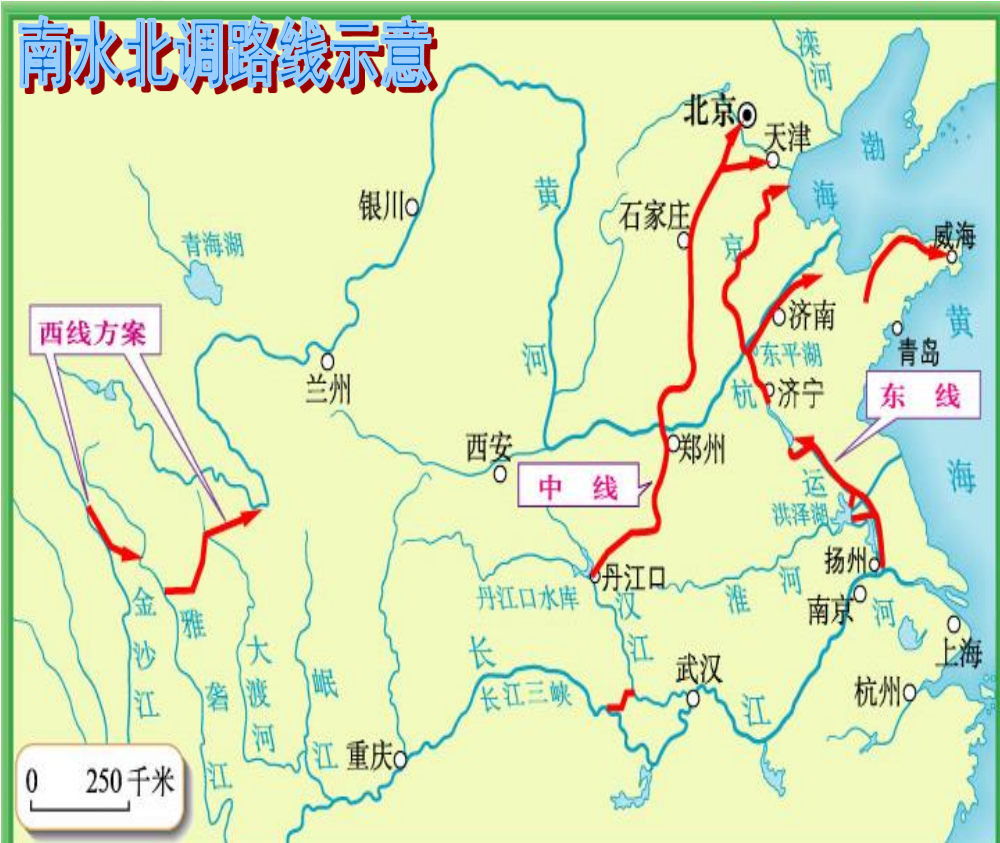 南水北调路线示意
滦河
北京
天津
渤海
银川
黄河
石家庄
京杭运河
青海湖
威海
黄海
西线方案
济南
青岛
东平湖
兰州
济宁
东 线
西安
郑州
中 线
洪泽湖
扬州
丹江口
丹江口水库
汉江
淮河
南京
金沙江
雅砻江
大渡河
岷江
长江
长江三峡
武汉
上海
杭州
重庆
0 250千米